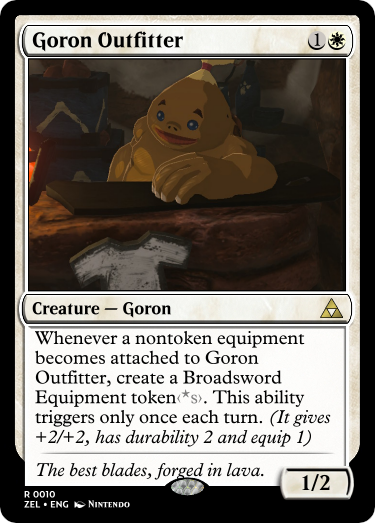 Goron Outfitter 1
Creature — Goron
Whenever a nontoken equipment
becomes attached to Goron
Outfitter, create a Broadsword
Equipment token‹*s›. This ability
triggers only once each turn. (It gives
+2/+2, has durability 2 and equip 1)
The best blades, forged in lava.
1/2
R 0010
ZEL • ENG Nintendo